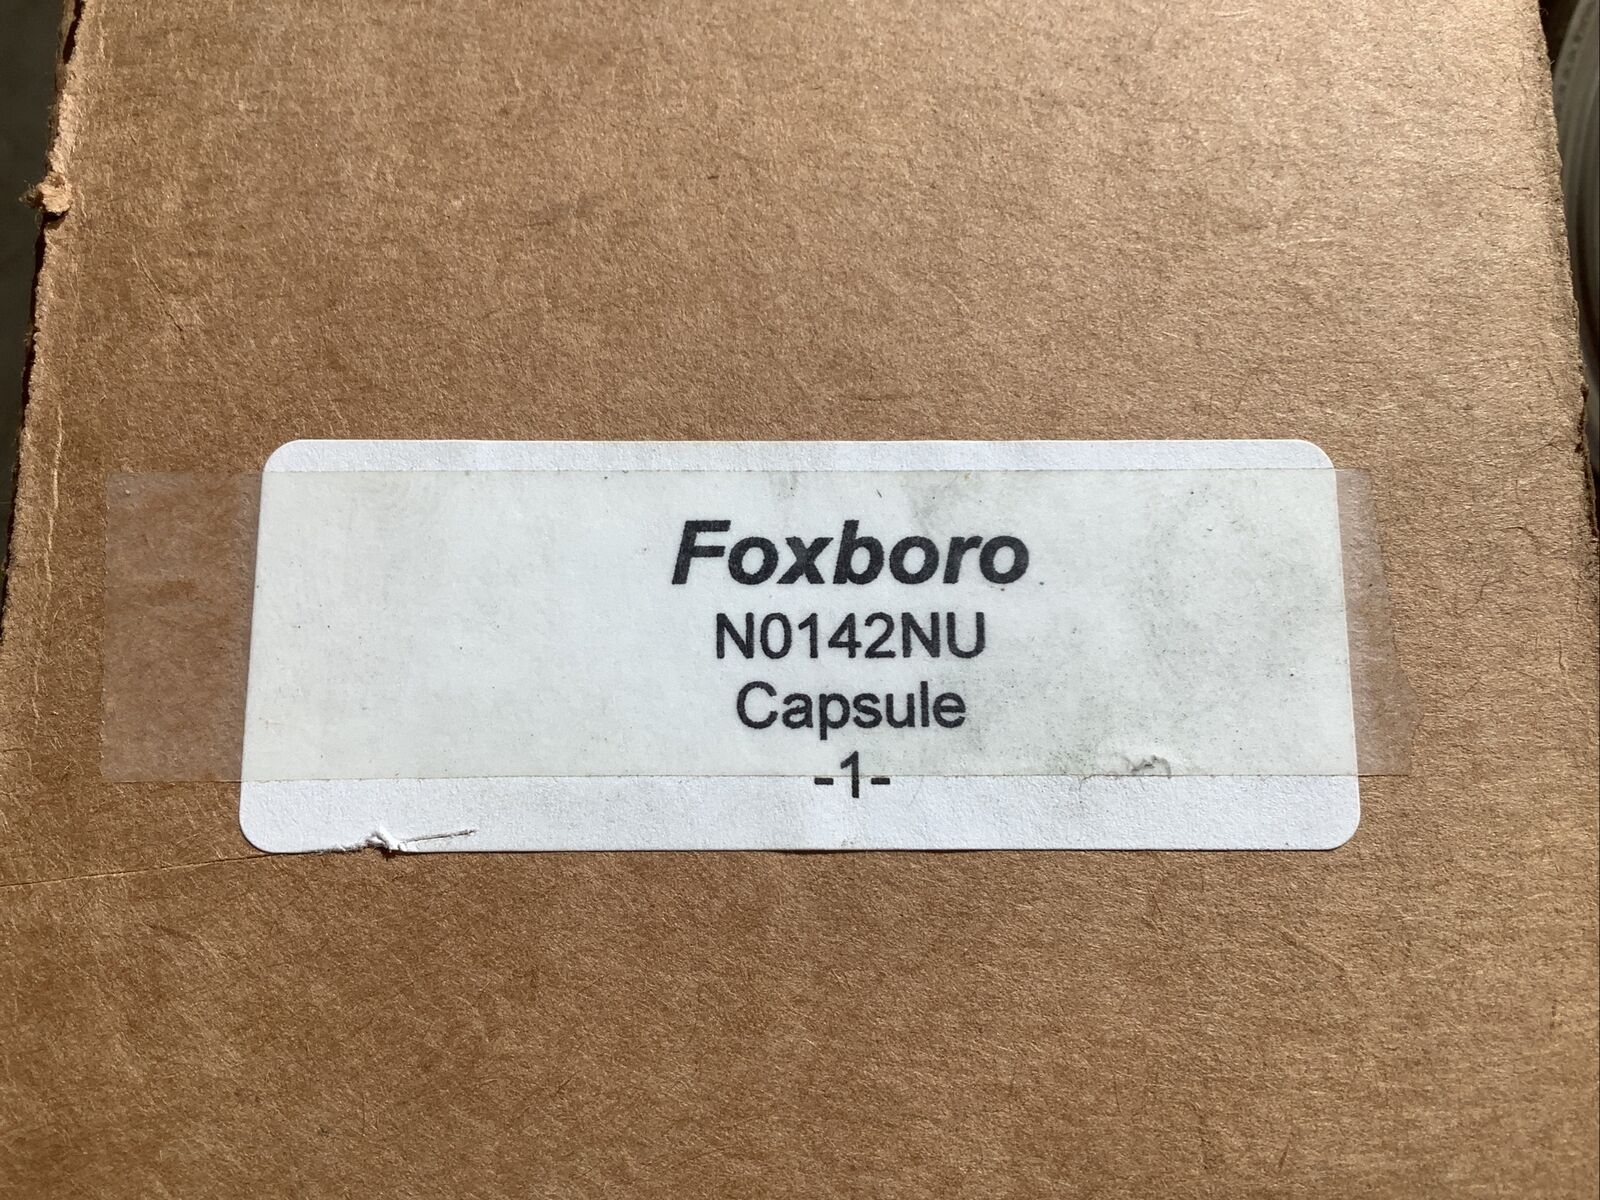 Foxboro
N0142NU
Capsule
-1-